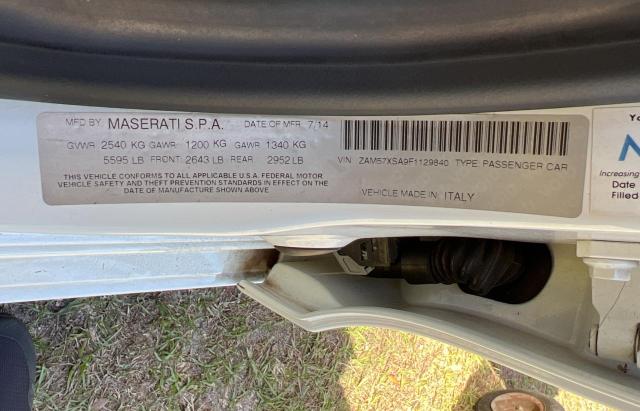 MFD BY MASERATI S.P.A. DATE OF MFR 7/14
GVWR 2540 KG GAWR: 1200 KG GAWR 1340 KG
5595 LB FRONT: 2643 LB REAR 2952 LB
THIS VEHICLE CONFORMS TO ALL APPLICABLE U.S.A. FEDERAL MOTOR
VEHICLE SAFETY AND THEFT PREVENTION STANDARDS IN EFFECT ON THE
DATE OF MANUFACTURE SHOWN ABOVE
VIN ZAM57XSA9F1129840 TYPE: PASSENGER CAR
VEHICLE MADE IN ITALY
Yo
N
Increasing
Date
Filled